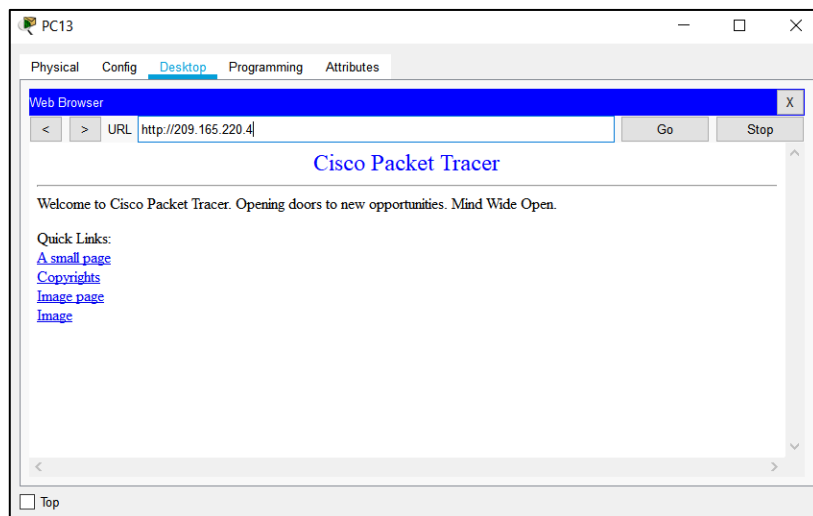 PC13
Physical Config Desktop Programming Attributes
Web Browser X
< > URL http://209.165.220.4 Go Stop
Cisco Packet Tracer
Welcome to Cisco Packet Tracer. Opening doors to new opportunities. Mind Wide Open.
Quick Links:
A small page
Copyrights
Image page
Image
Top